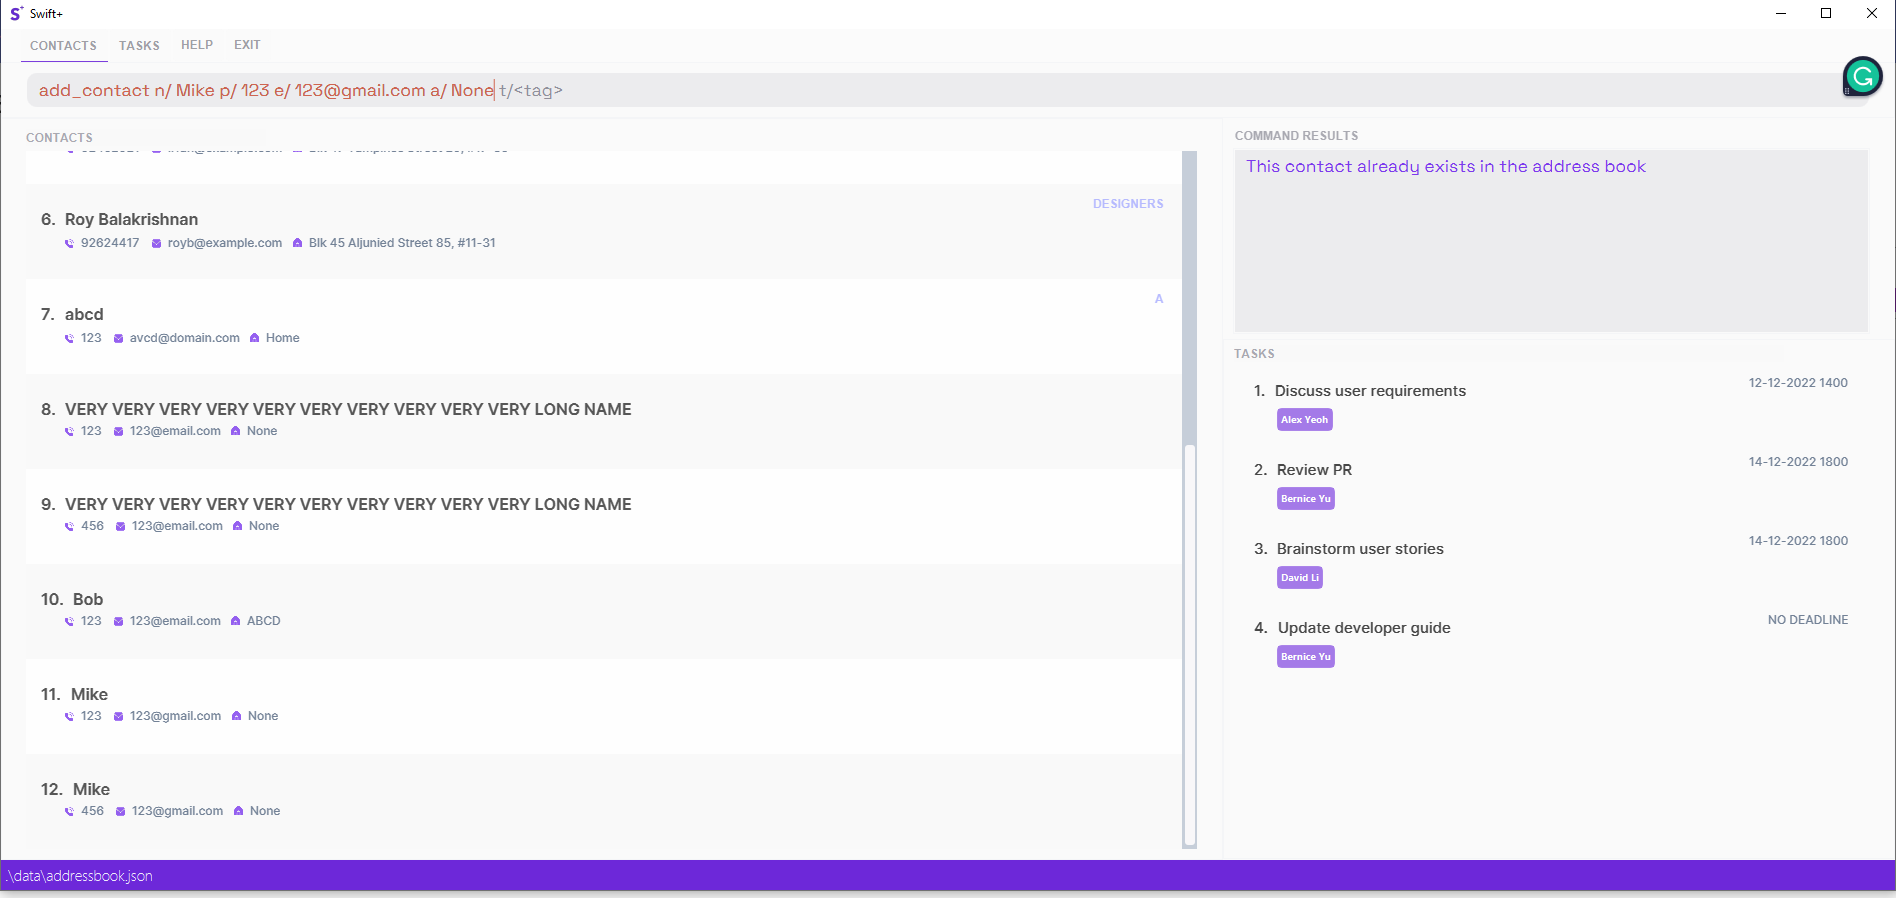 Swift+
CONTACTS TASKS HELP EXIT
add_contact n/ Mike p/ 123 e/ 123@gmail.com a/ None t/<tag>
CONTACTS
6. Roy Balakrishnan
DESIGNERS
92624417 royb@example.com Blk 45 Aljunied Street 85, #11-31
7. abcd
A
123 avcd@domain.com Home
8. VERY VERY VERY VERY VERY VERY VERY VERY VERY VERY LONG NAME
123 123@email.com None
9. VERY VERY VERY VERY VERY VERY VERY VERY VERY VERY LONG NAME
456 123@email.com None
10. Bob
123 123@email.com ABCD
11. Mike
123 123@gmail.com None
12. Mike
456 123@gmail.com None
COMMAND RESULTS
This contact already exists in the address book
TASKS
1. Discuss user requirements 12-12-2022 1400
Alex Yeoh
2. Review PR 14-12-2022 1800
Bernice Yu
3. Brainstorm user stories 14-12-2022 1800
David Li
4. Update developer guide NO DEADLINE
Bernice Yu
.\data\addressbook.json